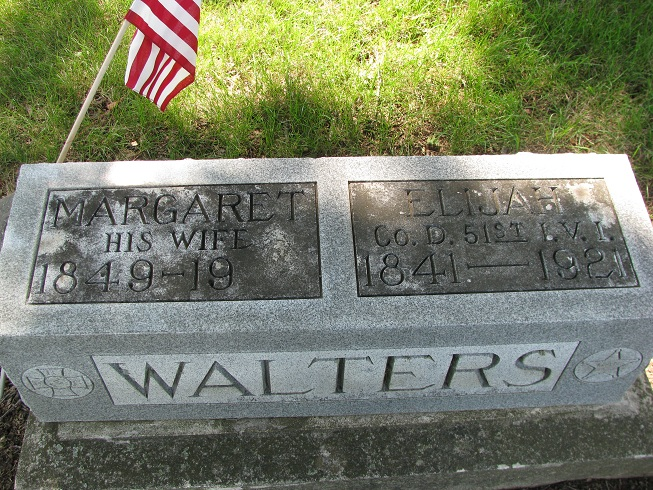 MARGARET
HIS WIFE
1849-19
ELIJAH
Co. D. 51ST I.V.I.
1841—1921
WALTERS